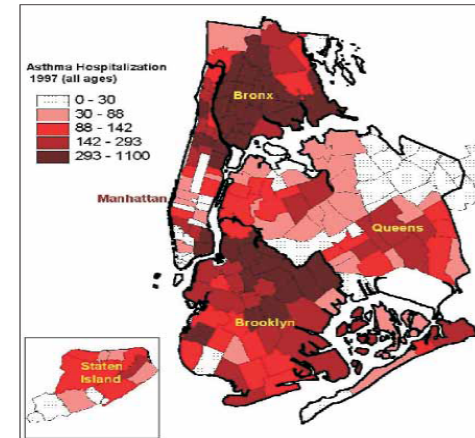 Asthma Hospitalization
1997 (all ages)
0 - 30
30 - 88
88 - 142
142 - 293
293 - 1100
Bronx
Manhattan
Queens
Brooklyn
Staten
Island